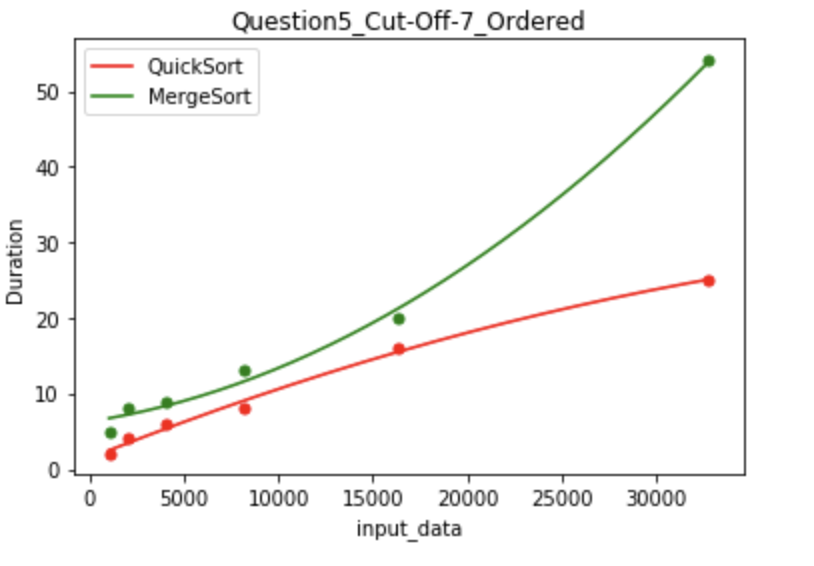 Question5_Cut-Off-7_Ordered
QuickSort
MergeSort
50
40
30
20
10
0
Duration
0 5000 10000 15000 20000 25000 30000
input_data